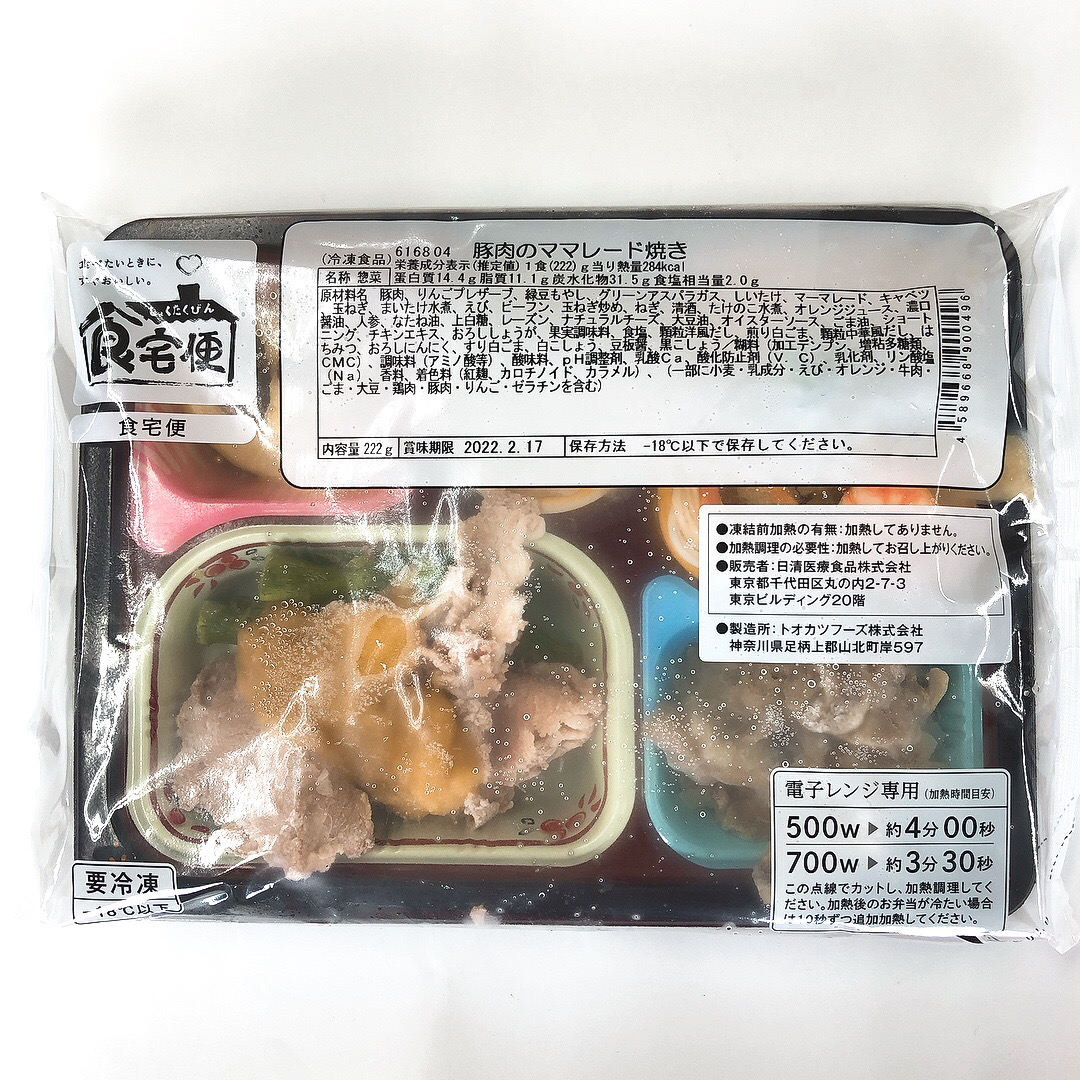 すぐおいしい。
しょくたくびん
食宅便
食宅便
(冷凍食品) 616804 豚肉のママレード焼き
栄養成分表示(推定値) 1食(222)g当り熱量284kcal
名称 惣菜 蛋白質14.4g脂質11.1g炭水化物31.5g食塩相当量2.0g
原材料名 豚肉、りんごプレザーブ、緑豆もやし、グリーンアスパラガス、しいたけ、マーマレード、キャベツ
、玉ねぎ、まいたけ水煮、えび、ビーフン、玉ねぎ炒め、ねぎ、清酒、たけのこ水煮、オレンジジュース、濃口
醤油、人参、なたね油、上白糖、レーズン、ナチュラルチーズ、大豆油、オイスターソース、ごま油、ショート
ニング、チキンエキス、おろししょうが、果実調味料、食塩、顆粒洋風だし、煎り白ごま、顆粒中華風だし、は
ちみつ、おろしにんにく、すり白ごま、白こしょう、豆板醤、黒こしょう/糊料(加工デンプン、増粘多糖類、
CMC)、調味料(アミノ酸等)、酸味料、pH調整剤、乳酸Ca、酸化防止剤(V.C)、乳化剤、リン酸塩
(Na)、香料、着色料(紅麹、カロチノイド、カラメル)、(一部に小麦・乳成分・えび・オレンジ・牛肉・
ごま・大豆・鶏肉・豚肉・りんご・ゼラチンを含む)
内容量 222g 賞味期限 2022.2.17 保存方法 -18℃以下で保存してください。
4589668900496
●凍結前加熱の有無:加熱してありません。
●加熱調理の必要性:加熱してお召し上がりください。
●販売者:日清医療食品株式会社
東京都千代田区丸の内2-7-3
東京ビルディング20階
●製造所:トオカツフーズ株式会社
神奈川県足柄上郡山北町岸597
電子レンジ専用(加熱時間目安)
500w▶約4分00秒
700w▶約3分30秒
この点線でカットし、加熱調理してく
ださい。加熱後のお弁当が冷たい場合
は10秒ずつ追加加熱してください。
要冷凍
-18℃以下